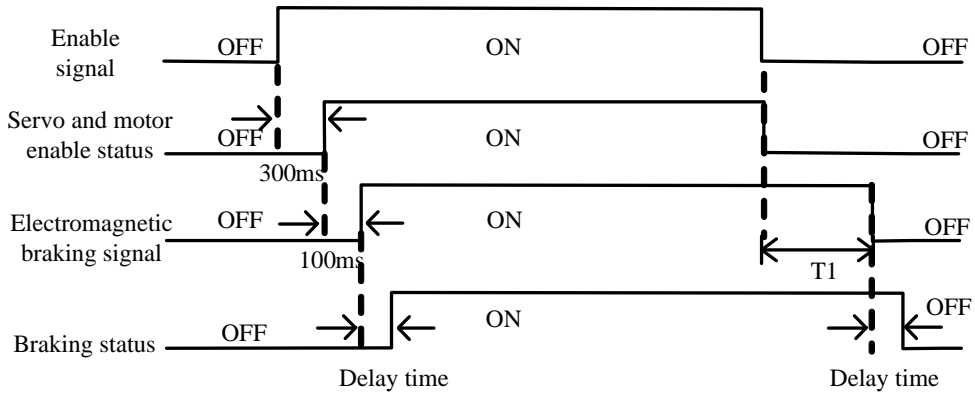 Enable
signal
OFF
ON
OFF
Servo and motor
enable status
OFF
ON
OFF
300ms
Electromagnetic
braking signal
OFF
ON
OFF
100ms
T1
Braking status
OFF
ON
OFF
Delay time
Delay time